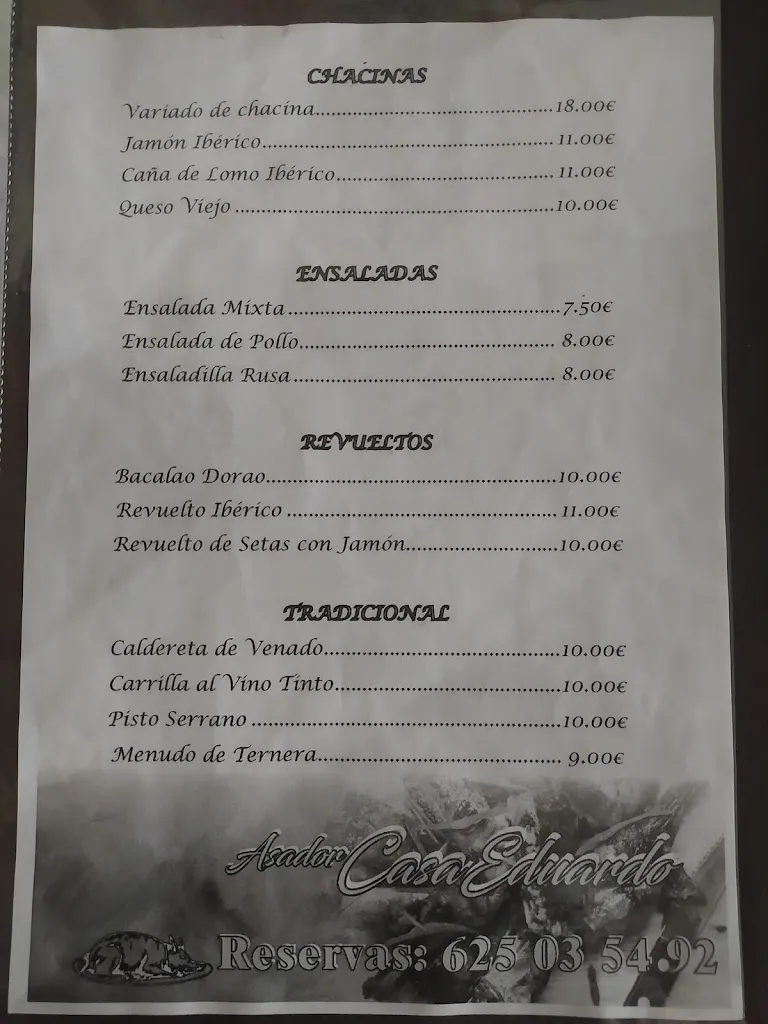 CHACINAS
Variado de chacina......................................................18.00€
Jamón Ibérico......................................................11.00€
Caña de Lomo Ibérico......................................11.00€
Queso Viejo ......................................................10.00€
ENSALADAS
Ensalada Mixta..............................................7.50€
Ensalada de Pollo........................................... 8.00€
Ensaladilla Rusa............................................ 8.00€
REVUELTOS
Bacalao Dorao..................................................10.00€
Revuelto Ibérico .............................................. 11.00€
Revuelto de Setas con Jamón..........................10.00€
TRADICIONAL
Caldereta de Venado........................................10.00€
Carrilla al Vino Tinto......................................10.00€
Pisto Serrano ....................................................10.00€
Menudo de Ternera......................................... 9.00€
Asador Casa Eduardo
Reservas: 625 03 54.92